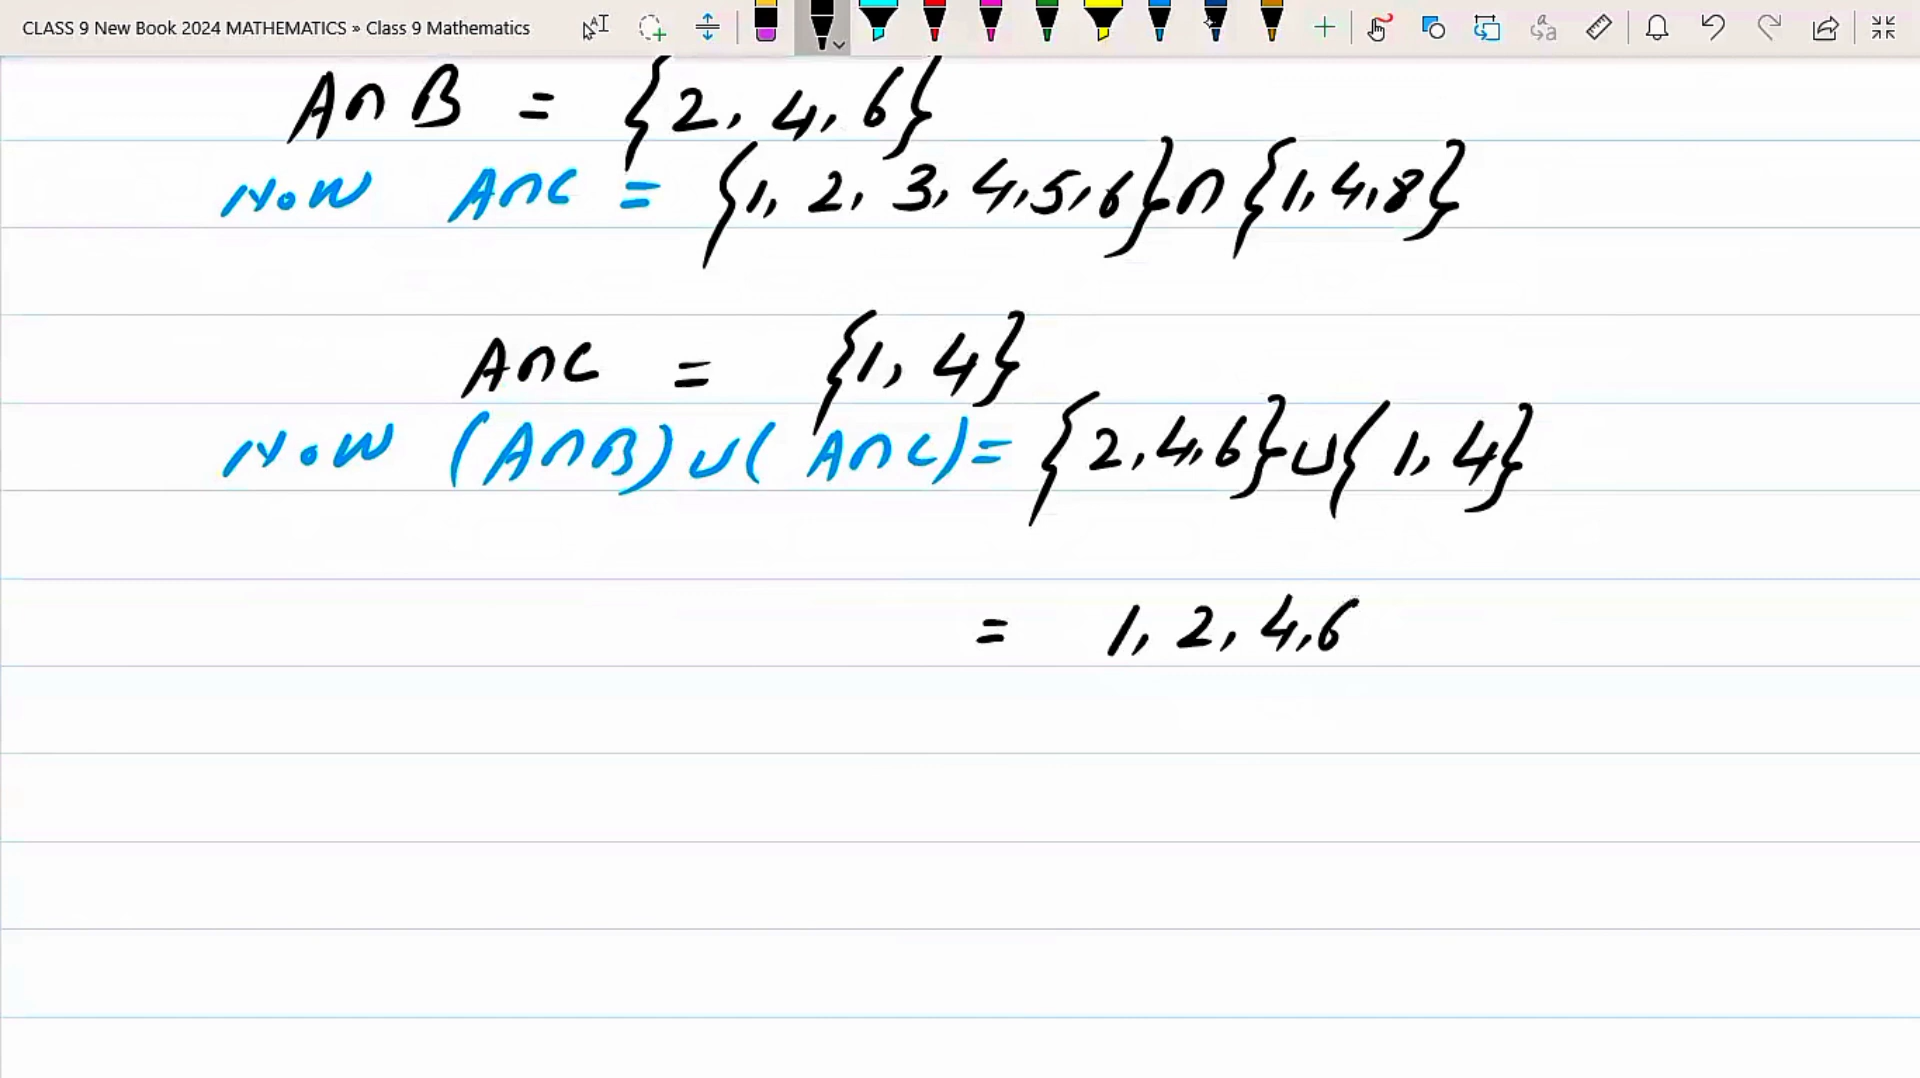 CLASS 9 New Book 2024 MATHEMATICS » Class 9 Mathematics
A∩B = {2, 4, 6}
Now A∩C = {1, 2, 3, 4, 5, 6} ∩ {1, 4, 8}
A∩C = {1, 4}
Now (A∩B)∪(A∩C) = {2, 4, 6} ∪ {1, 4}
= 1, 2, 4, 6